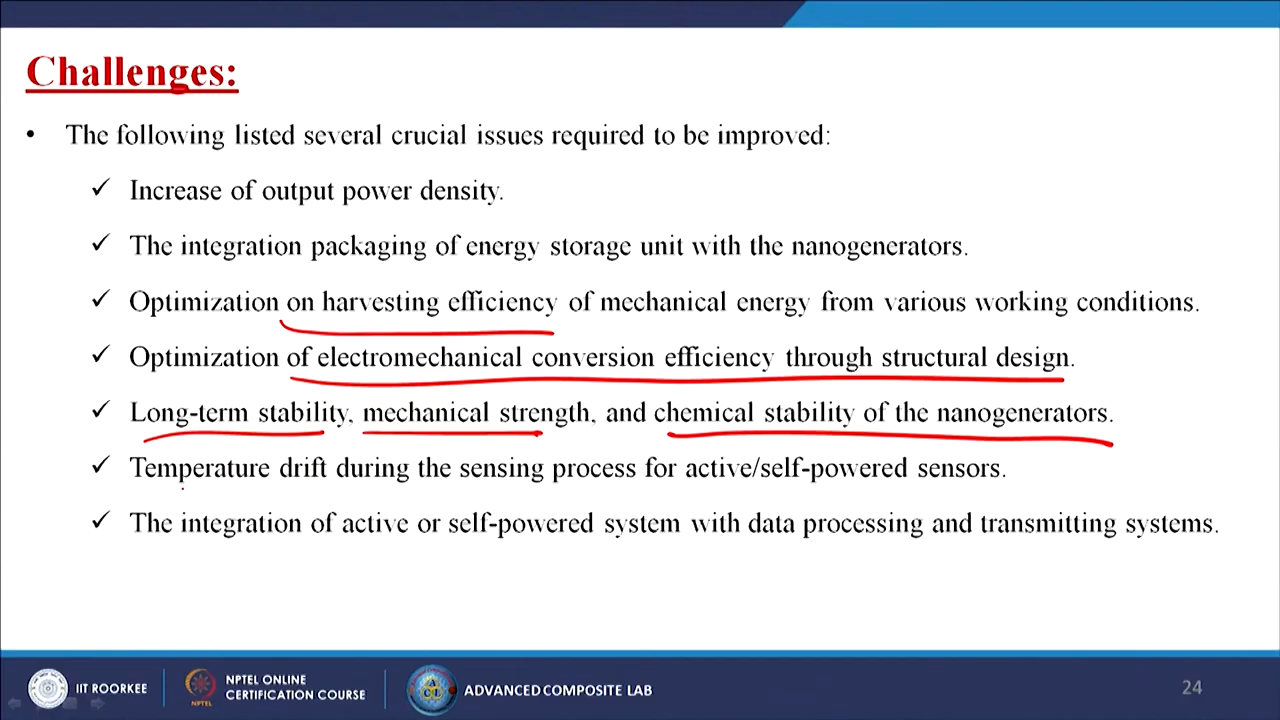 Challenges:
• The following listed several crucial issues required to be improved:
✓ Increase of output power density.
✓ The integration packaging of energy storage unit with the nanogenerators.
✓ Optimization on harvesting efficiency of mechanical energy from various working conditions.
✓ Optimization of electromechanical conversion efficiency through structural design.
✓ Long-term stability, mechanical strength, and chemical stability of the nanogenerators.
✓ Temperature drift during the sensing process for active/self-powered sensors.
✓ The integration of active or self-powered system with data processing and transmitting systems.
IIT ROORKEE
NPTEL
NPTEL ONLINE
CERTIFICATION COURSE
ADVANCED COMPOSITE LAB
24